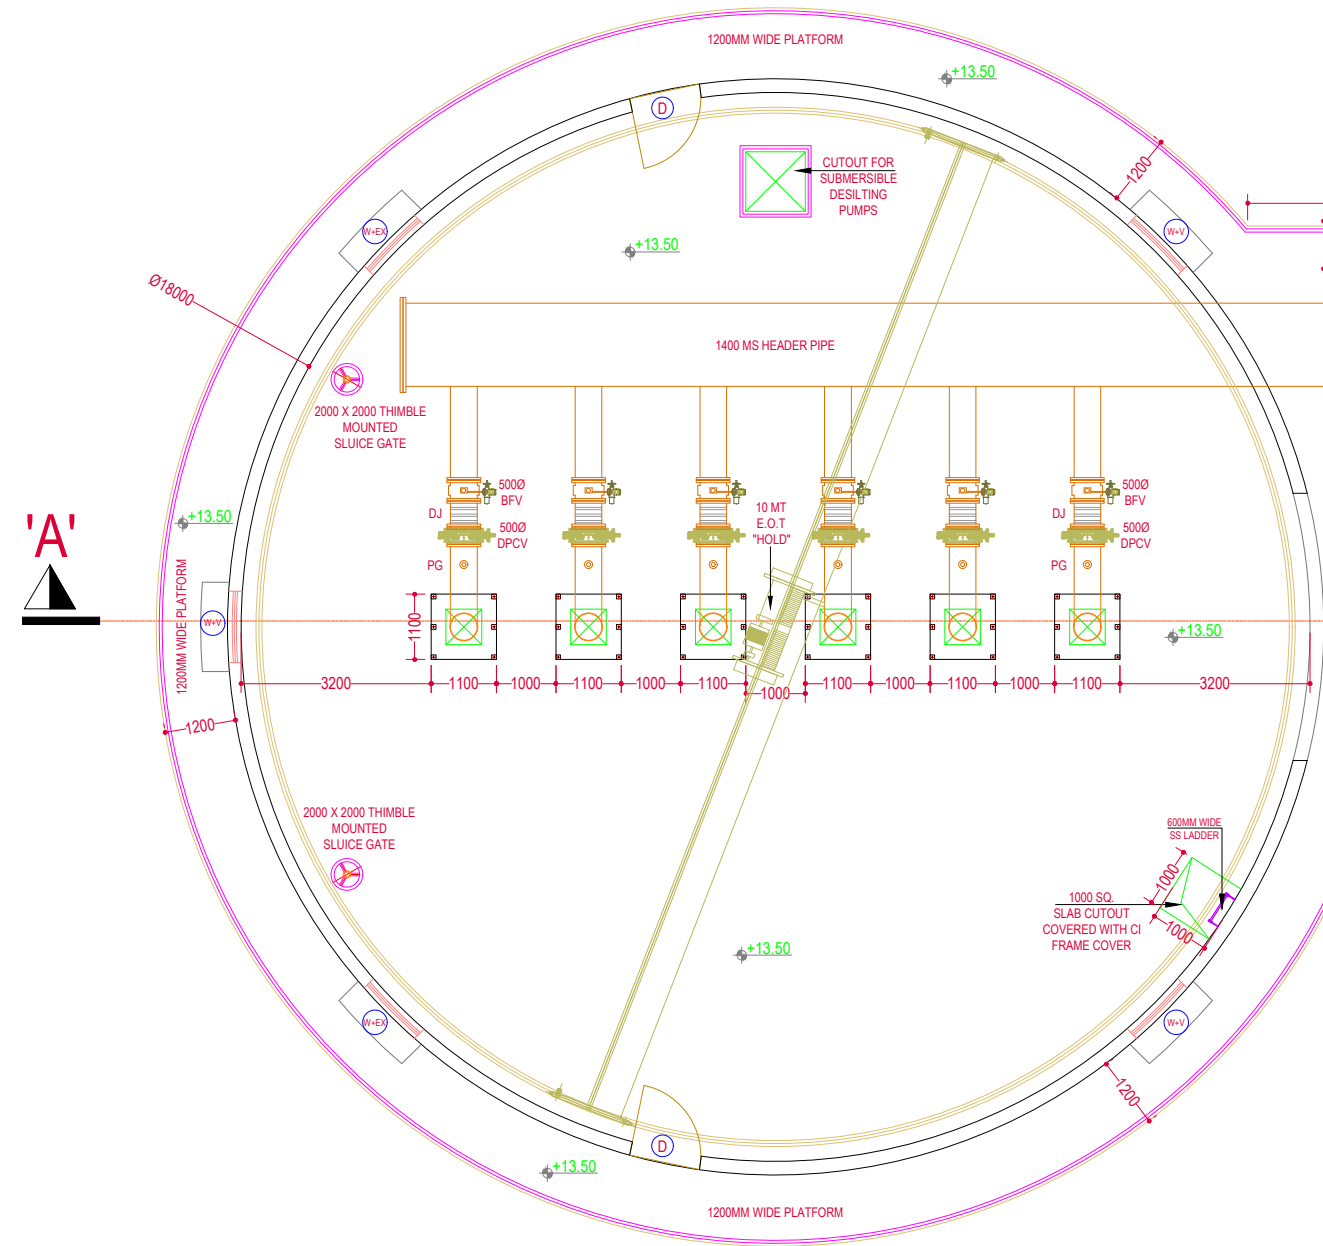 1200MM WIDE PLATFORM
+13.50
D
CUTOUT FOR
SUBMERSIBLE
DESILTING
PUMPS
1200
W+EX
W+V
+13.50
Ø18000
1400 MS HEADER PIPE
2000 X 2000 THIMBLE
MOUNTED
SLUICE GATE
500Ø
BFV
DJ
500Ø
DPCV
PG
10 MT
E.O.T
"HOLD"
500Ø
BFV
DJ
500Ø
DPCV
PG
+13.50
'A'
1200MM WIDE PLATFORM
W+V
1100
+13.50
3200 1100 1000 1100 1000 1100 1000 1100 1000 1100 1000 1100 3200
1200
2000 X 2000 THIMBLE
MOUNTED
SLUICE GATE
600MM WIDE
SS LADDER
1000
1000
1000 SQ.
SLAB CUTOUT
COVERED WITH CI
FRAME COVER
+13.50
W+EX
W+V
1200
D
+13.50
1200MM WIDE PLATFORM